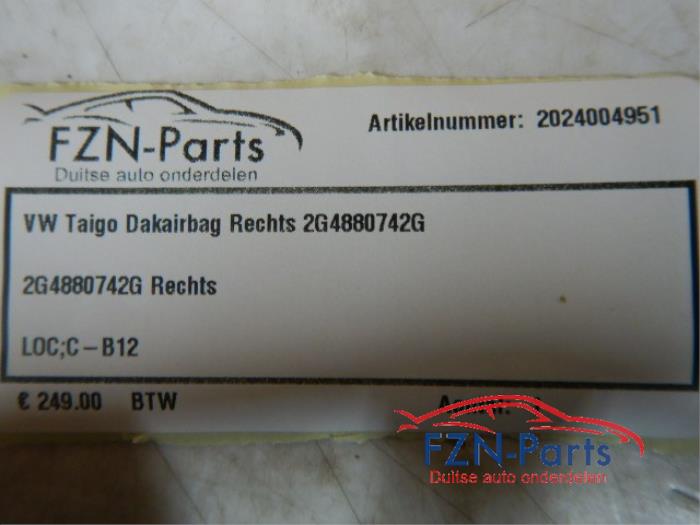 FZN-Parts
Duitse auto onderdelen
Artikelnummer: 2024004951
VW Taigo Dakairbag Rechts 2G4880742G
2G4880742G Rechts
LOC;C-B12
€ 249.00 BTW
FZN-Parts
Duitse auto onderdelen